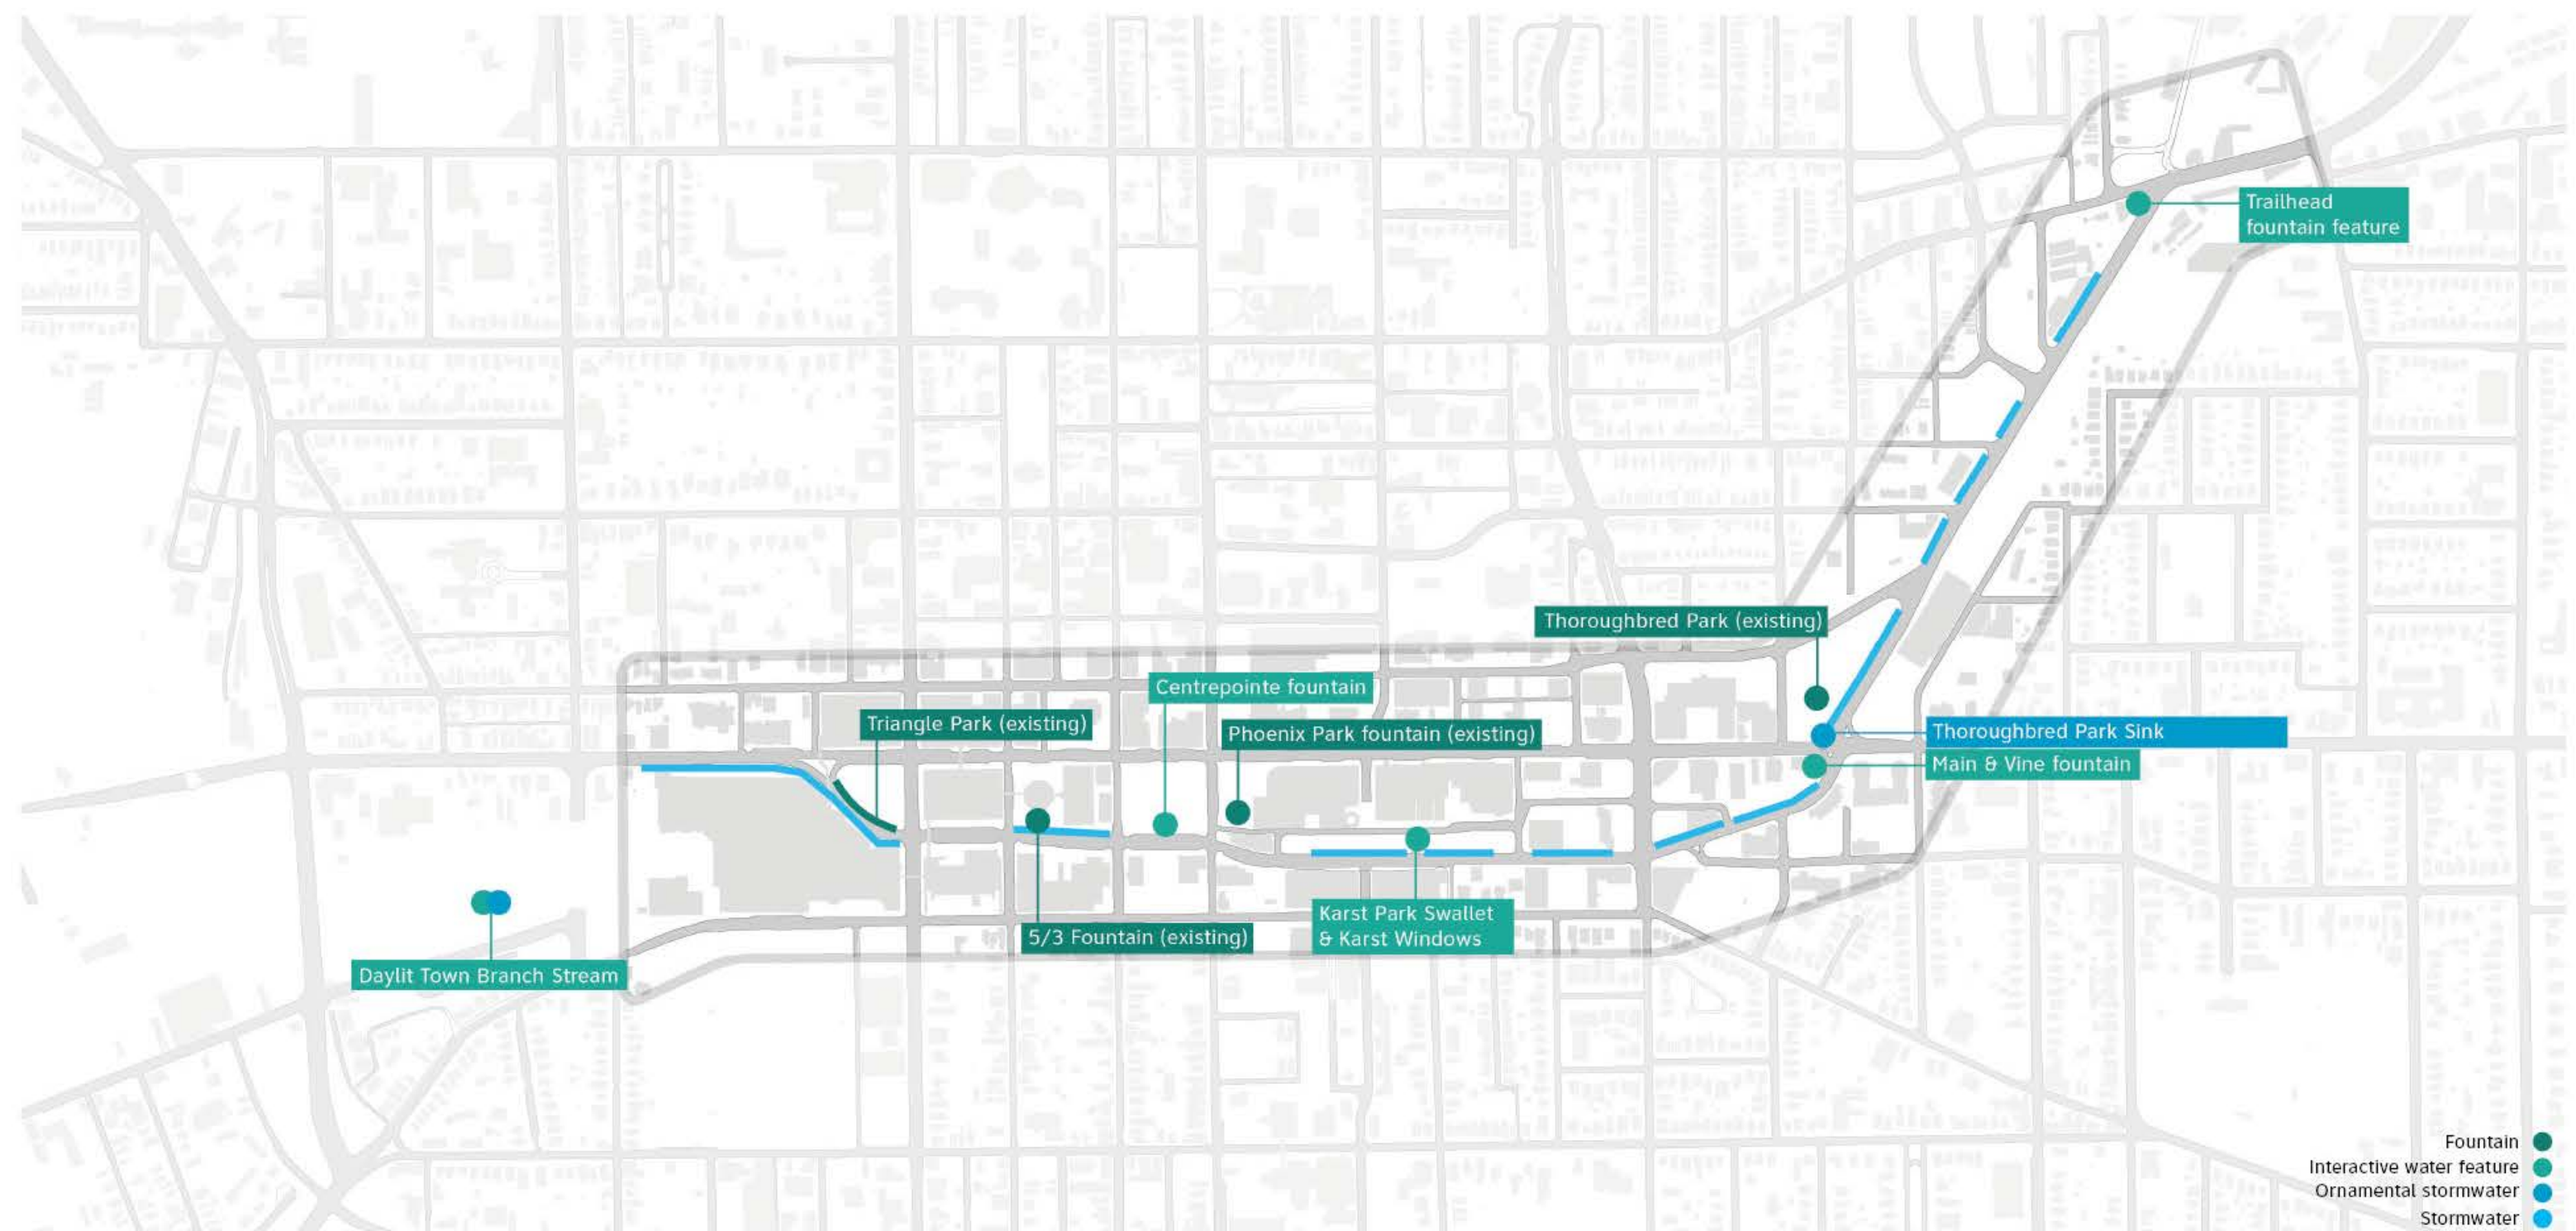 Trailhead
fountain feature
Thoroughbred Park (existing)
Centrepointe fountain
Triangle Park (existing)
Phoenix Park fountain (existing)
Thoroughbred Park Sink
Main & Vine fountain
Karst Park Swallet
& Karst Windows
5/3 Fountain (existing)
Daylit Town Branch Stream
Fountain
Interactive water feature
Ornamental stormwater
Stormwater